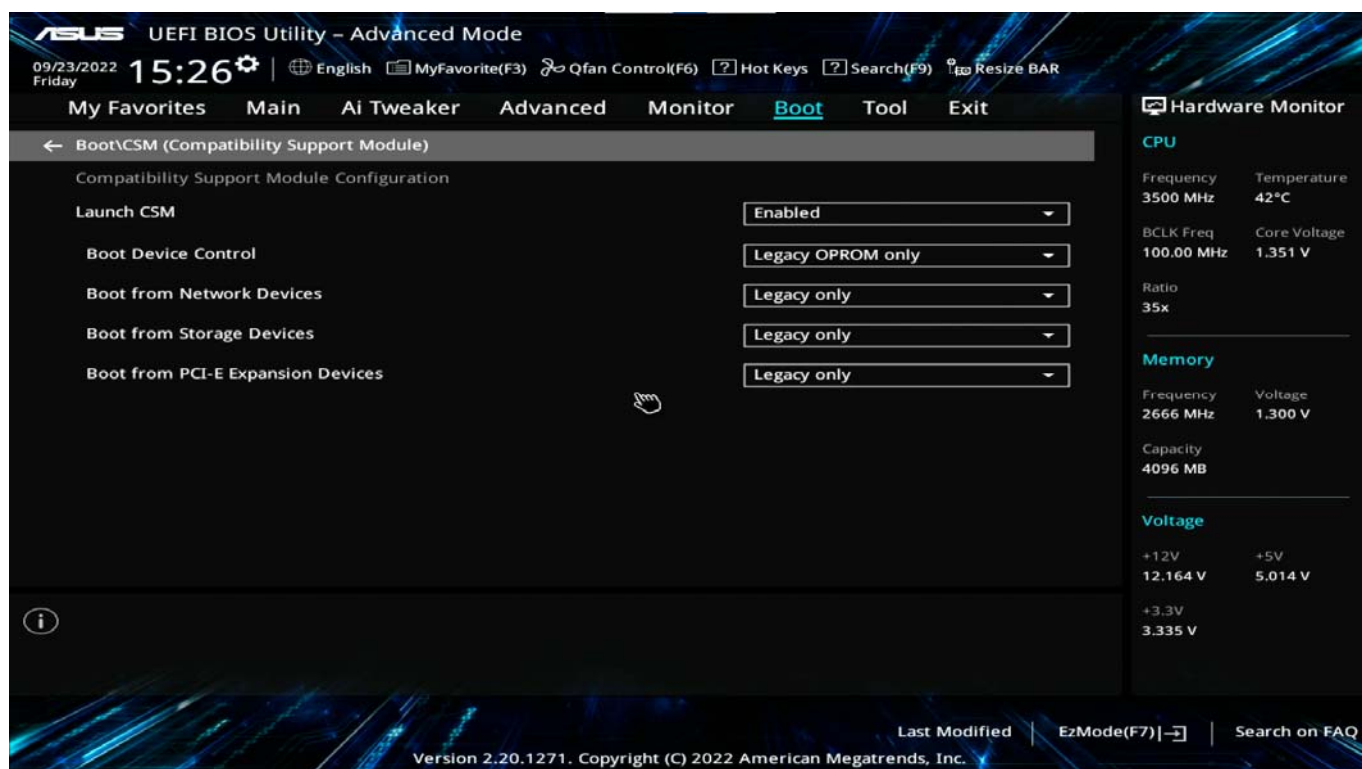 ASUS UEFI BIOS Utility – Advanced Mode
09/23/2022 Friday 15:26 English MyFavorite(F3) Qfan Control(F6) ? Hot Keys ? Search(F9) Resize BAR
My Favorites Main Ai Tweaker Advanced Monitor Boot Tool Exit
← Boot\CSM (Compatibility Support Module)
Compatibility Support Module Configuration
Launch CSM Enabled
Boot Device Control Legacy OPROM only
Boot from Network Devices Legacy only
Boot from Storage Devices Legacy only
Boot from PCI-E Expansion Devices Legacy only
Hardware Monitor
CPU
Frequency Temperature
3500 MHz 42°C
BCLK Freq Core Voltage
100.00 MHz 1.351 V
Ratio
35x
Memory
Frequency Voltage
2666 MHz 1.300 V
Capacity
4096 MB
Voltage
+12V +5V
12.164 V 5.014 V
+3.3V
3.335 V
i
Last Modified EzMode(F7) Search on FAQ
Version 2.20.1271. Copyright (C) 2022 American Megatrends, Inc.